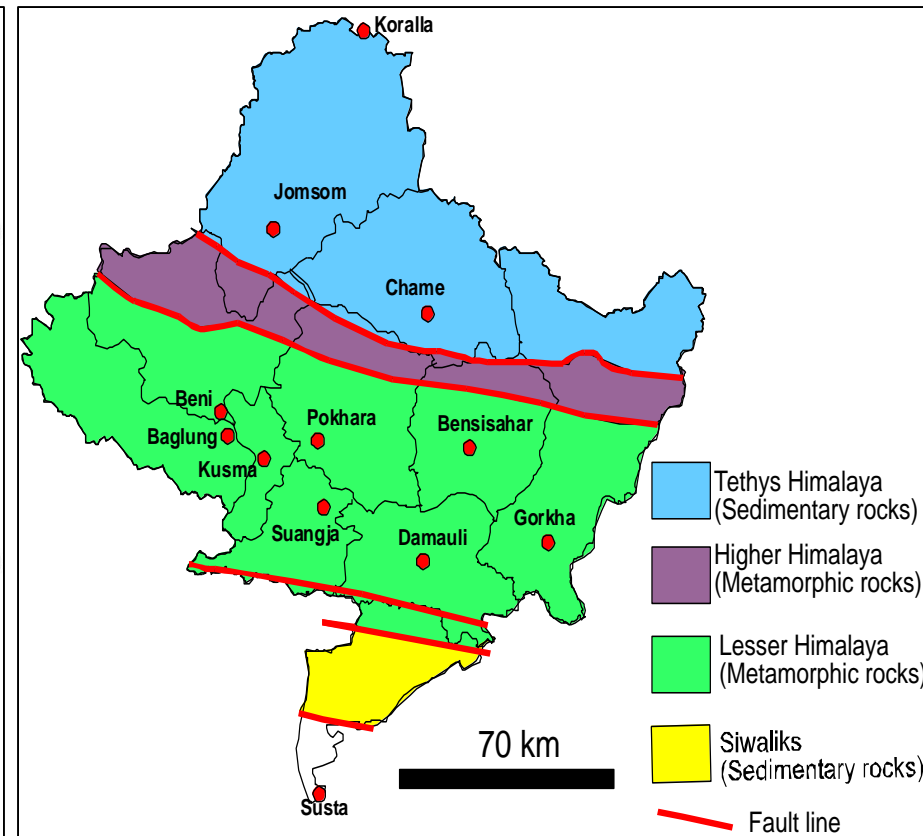 Koralla
Jomsom
Chame
Beni
Baglung
Kusma
Pokhara
Bensisahar
Suangja
Damauli
Gorkha
Susta
70 km
Tethys Himalaya
(Sedimentary rocks)
Higher Himalaya
(Metamorphic rocks)
Lesser Himalaya
(Metamorphic rocks)
Siwaliks
(Sedimentary rocks)
Fault line